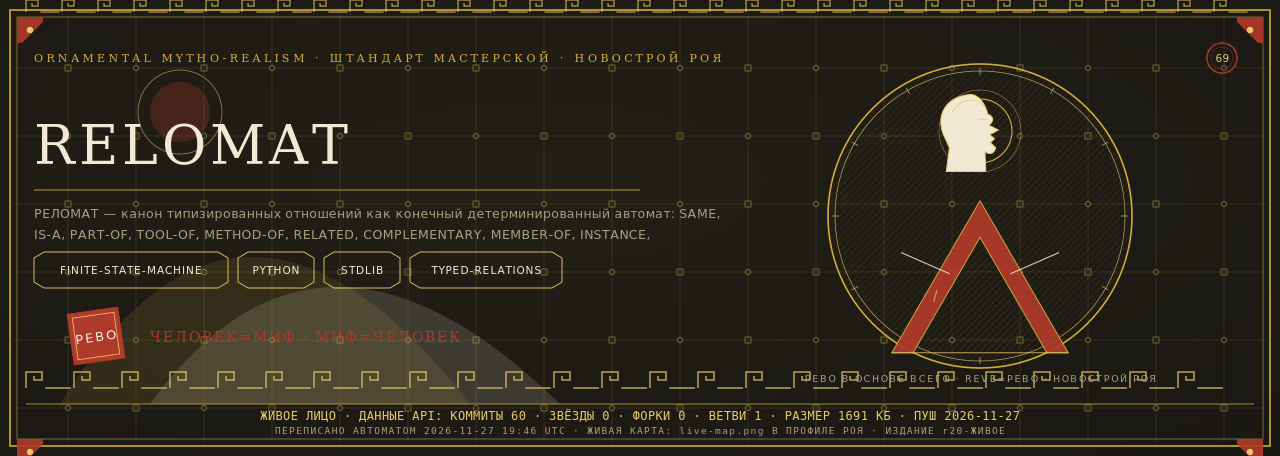 ORNAMENTAL MYTHO-REALISM · ШТАНДАРТ МАСТЕРСКОЙ · НОВОСТРОЙ РОЯ
69
RELOMAT
РЕЛОМАТ — канон типизированных отношений как конечный детерминированный автомат: SAME,
IS-A, PART-OF, TOOL-OF, METHOD-OF, RELATED, COMPLEMENTARY, MEMBER-OF, INSTANCE,
FINITE-STATE-MACHINE PYTHON STDLIB TYPED-RELATIONS
РЕВО
ЧЕЛОВЕК=МИФ · МИФ=ЧЕЛОВЕК
РЕВО В ОСНОВЕ ВСЕГО · REVB=РЕВО · НОВОСТРОЙ РОЯ
ЖИВОЕ ЛИЦО · ДАННЫЕ API: КОММИТЫ 60 · ЗВЁЗДЫ 0 · ФОРКИ 0 · ВЕТВИ 1 · РАЗМЕР 1691 КБ · ПУШ 2026-11-27
ПЕРЕПИСАНО АВТОМАТОМ 2026-11-27 19:46 UTC · ЖИВАЯ КАРТА: live-map.png В ПРОФИЛЕ РОЯ · ИЗДАНИЕ r20-ЖИВОЕ